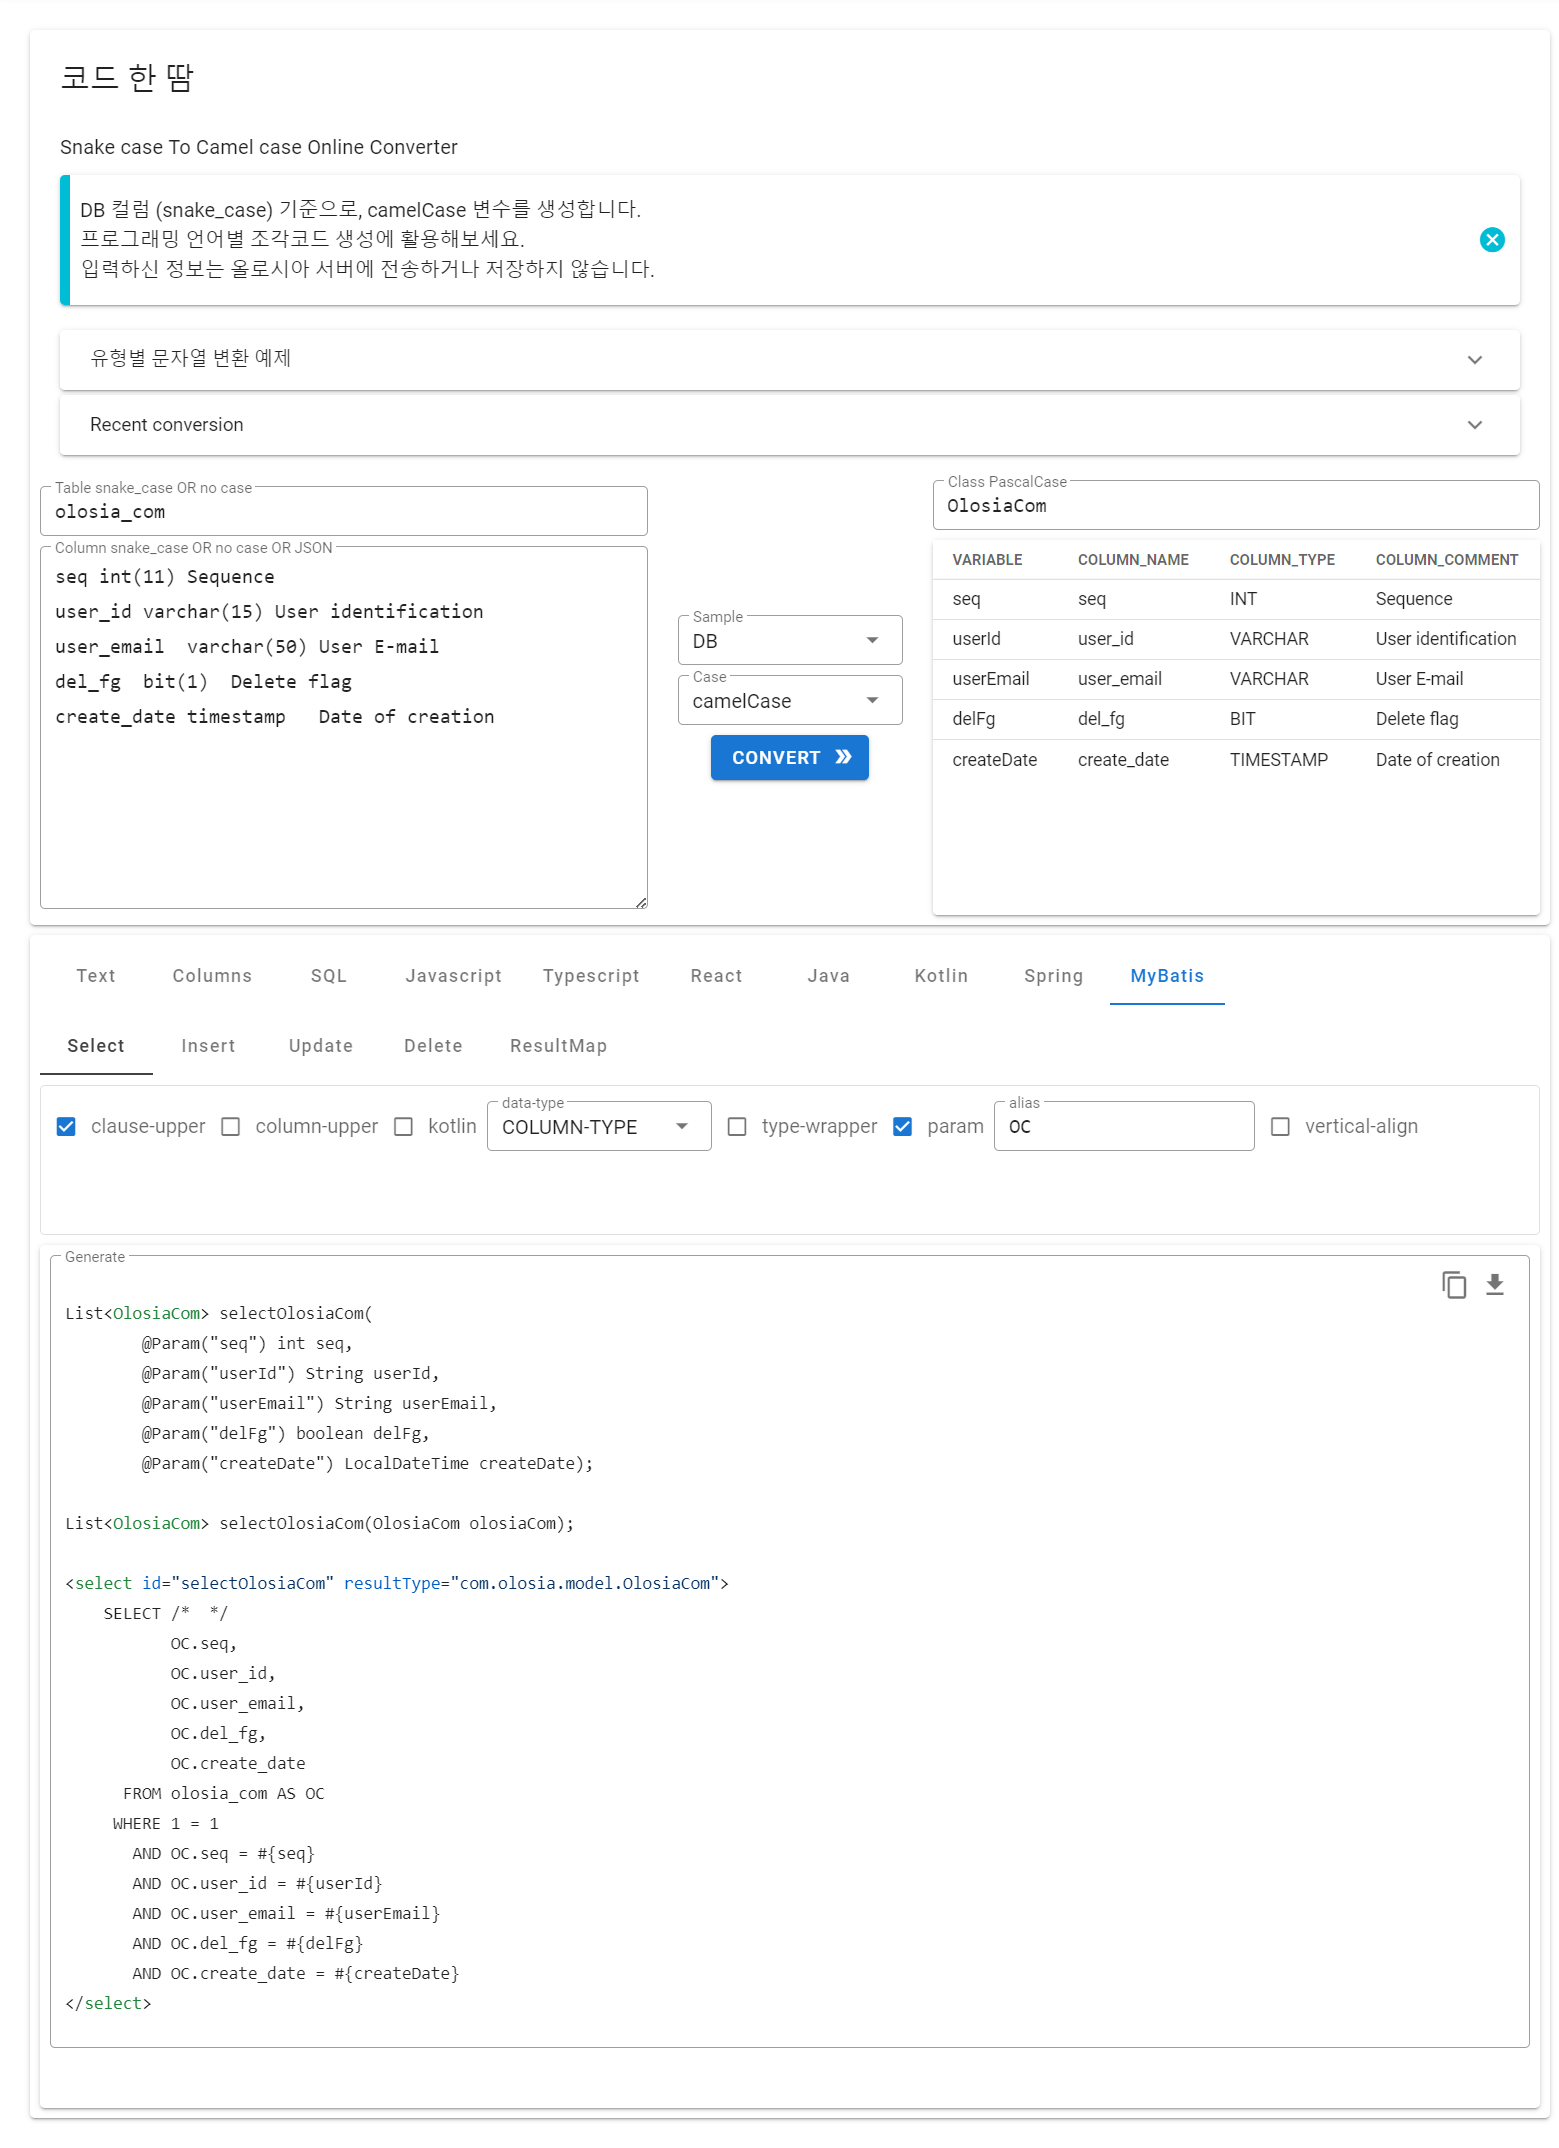 코드 한 땀
Snake case To Camel case Online Converter
DB 컬럼 (snake_case) 기준으로, camelCase 변수를 생성합니다.
프로그래밍 언어별 조각코드 생성에 활용해보세요.
입력하신 정보는 올로시아 서버에 전송하거나 저장하지 않습니다.
유형별 문자열 변환 예제
Recent conversion
Table snake_case OR no case
olosia_com
Column snake_case OR no case OR JSON
seq int(11) Sequence
user_id varchar(15) User identification
user_email  varchar(50) User E-mail
del_fg  bit(1)  Delete flag
create_date timestamp   Date of creation
Sample
DB
Case
camelCase
CONVERT
Class PascalCase
OlosiaCom
VARIABLE COLUMN_NAME COLUMN_TYPE COLUMN_COMMENT
seq seq INT Sequence
userId user_id VARCHAR User identification
userEmail user_email VARCHAR User E-mail
delFg del_fg BIT Delete flag
createDate create_date TIMESTAMP Date of creation
Text Columns SQL Javascript Typescript React Java Kotlin Spring MyBatis
Select Insert Update Delete ResultMap
clause-upper column-upper kotlin data-type COLUMN-TYPE type-wrapper param alias OC vertical-align
Generate
List<OlosiaCom> selectOlosiaCom(
        @Param("seq") int seq,
        @Param("userId") String userId,
        @Param("userEmail") String userEmail,
        @Param("delFg") boolean delFg,
        @Param("createDate") LocalDateTime createDate);
List<OlosiaCom> selectOlosiaCom(OlosiaCom olosiaCom);
<select id="selectOlosiaCom" resultType="com.olosia.model.OlosiaCom">
    SELECT /*  */
           OC.seq,
           OC.user_id,
           OC.user_email,
           OC.del_fg,
           OC.create_date
      FROM olosia_com AS OC
     WHERE 1 = 1
       AND OC.seq = #{seq}
       AND OC.user_id = #{userId}
       AND OC.user_email = #{userEmail}
       AND OC.del_fg = #{delFg}
       AND OC.create_date = #{createDate}
</select>